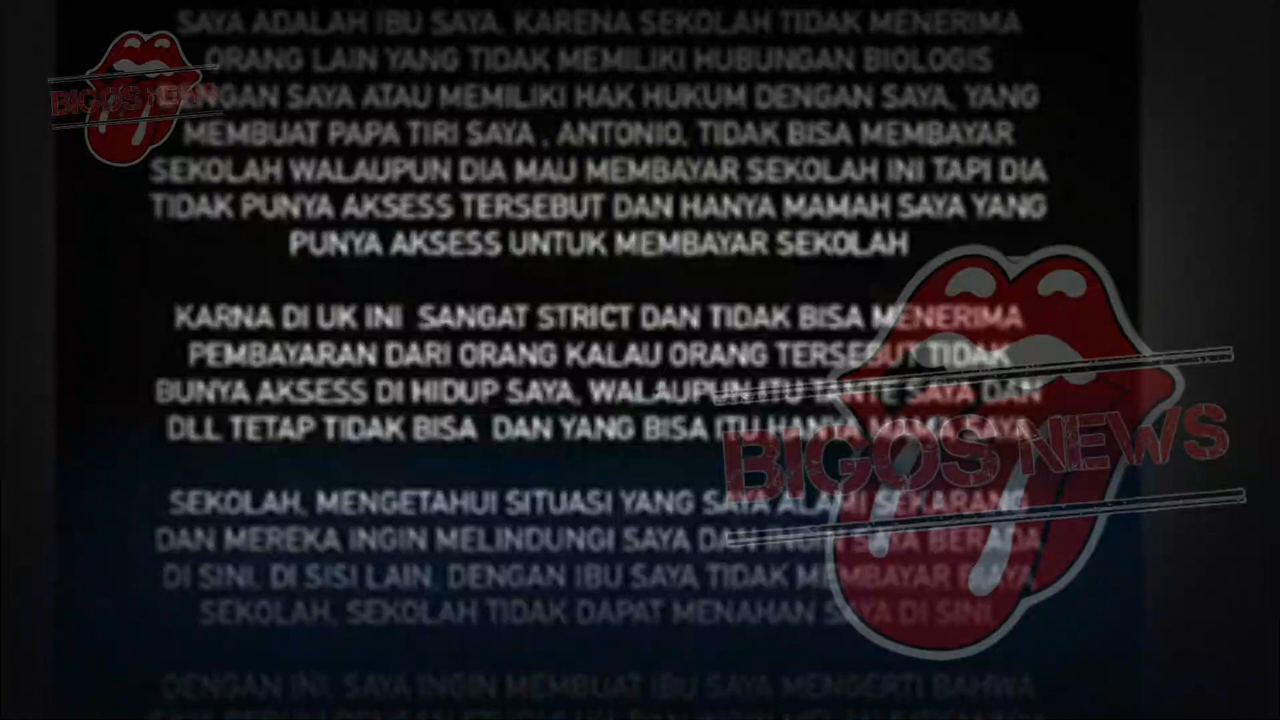 SAYA ADALAH IBU SAYA, KARENA SEKOLAH TIDAK MENERIMA
ORANG LAIN YANG TIDAK MEMILIKI HUBUNGAN BIOLOGIS
DENGAN SAYA ATAU MEMILIKI HAK HUKUM DENGAN SAYA, YANG
MEMBUAT PAPA TIRI SAYA , ANTONIO, TIDAK BISA MEMBAYAR
SEKOLAH WALAUPUN DIA MAU MEMBAYAR SEKOLAH INI TAPI DIA
TIDAK PUNYA AKSESS TERSEBUT DAN HANYA MAMAH SAYA YANG
PUNYA AKSESS UNTUK MEMBAYAR SEKOLAH
KARNA DI UK INI SANGAT STRICT DAN TIDAK BISA MENERIMA
PEMBAYARAN DARI ORANG KALAU ORANG TERSEBUT TIDAK
BUNYA AKSESS DI HIDUP SAYA, WALAUPUN ITU TANTE SAYA DAN
DLL TETAP TIDAK BISA DAN YANG BISA ITU HANYA MAMA SAYA
SEKOLAH, MENGETAHUI SITUASI YANG SAYA ALAMI SEKARANG
DAN MEREKA INGIN MELINDUNGI SAYA DAN INGIN SAYA BERADA
DI SINI. DI SISI LAIN, DENGAN IBU SAYA TIDAK MEMBAYAR BIAYA
SEKOLAH, SEKOLAH TIDAK DAPAT MENAHAN SAYA DI SINI.
DENGAN INI, SAYA INGIN MEMBUAT IBU SAYA MENGERTI BAHWA
BIGOS NEWS
BIGOS NEWS